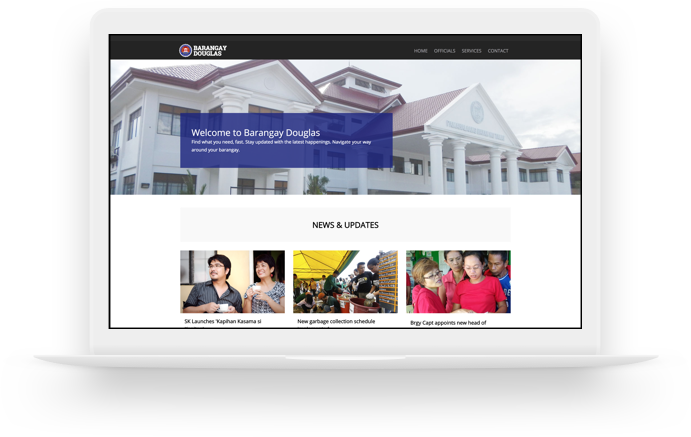 BARANGAY
DOUGLAS
HOME OFFICIALS SERVICES CONTACT
Welcome to Barangay Douglas
Find what you need, fast. Stay updated with the latest happenings. Navigate your way
around your barangay.
NEWS & UPDATES
SK Launches 'Kapihan Kasama si
New garbage collection schedule
Brgy Capt appoints new head of